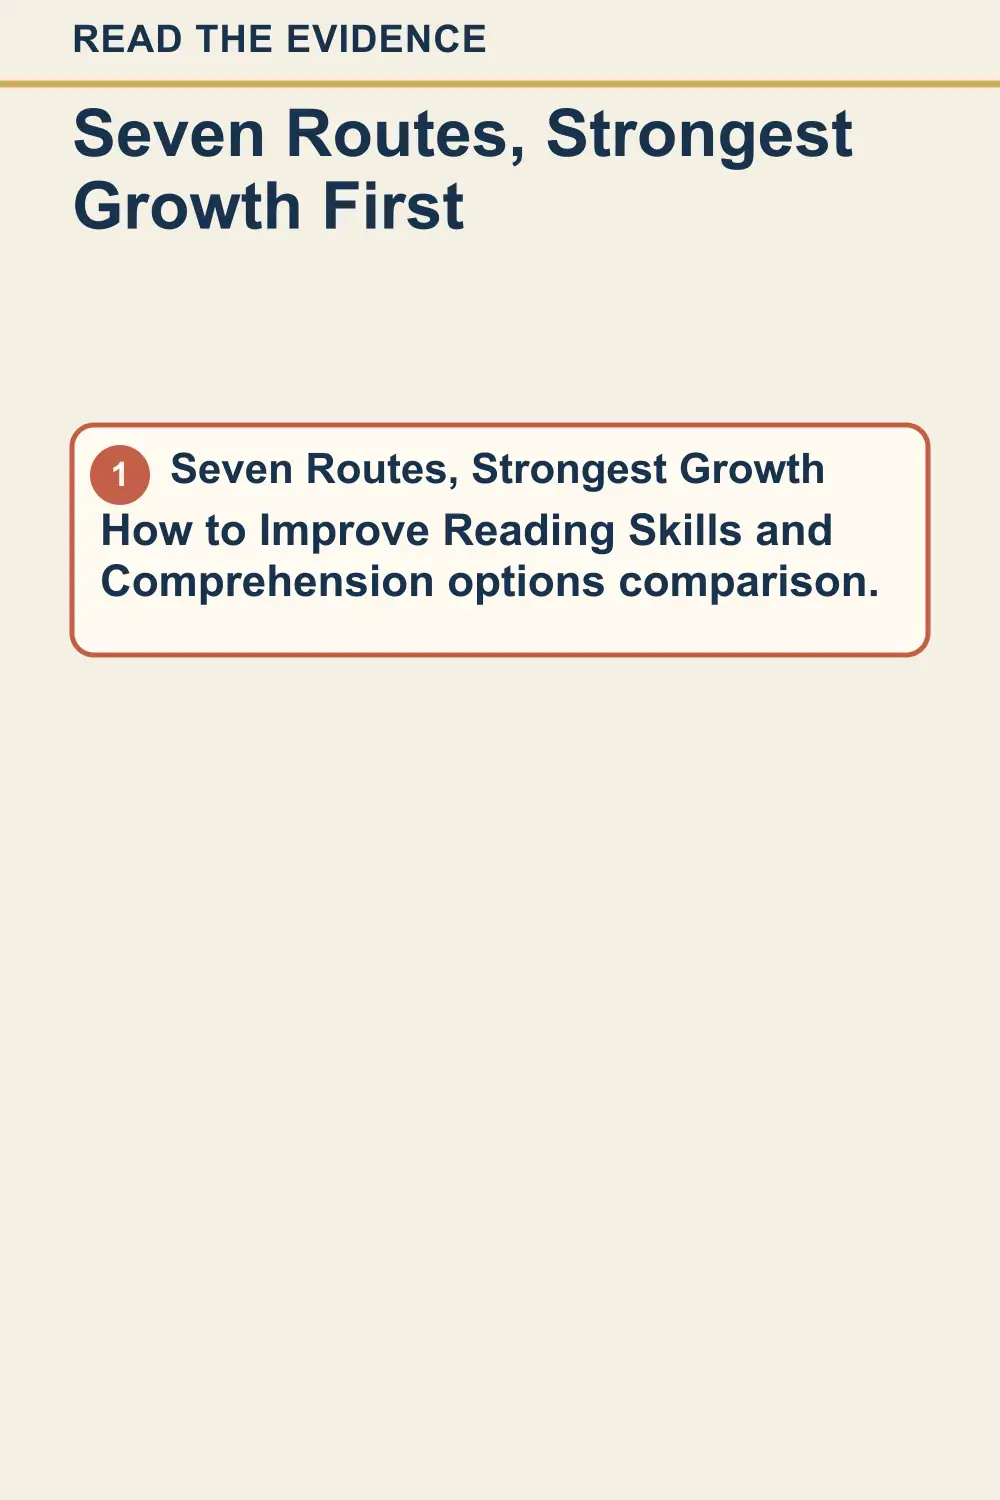 READ THE EVIDENCE
Seven Routes, Strongest
Growth First
1 Seven Routes, Strongest Growth
How to Improve Reading Skills and
Comprehension options comparison.